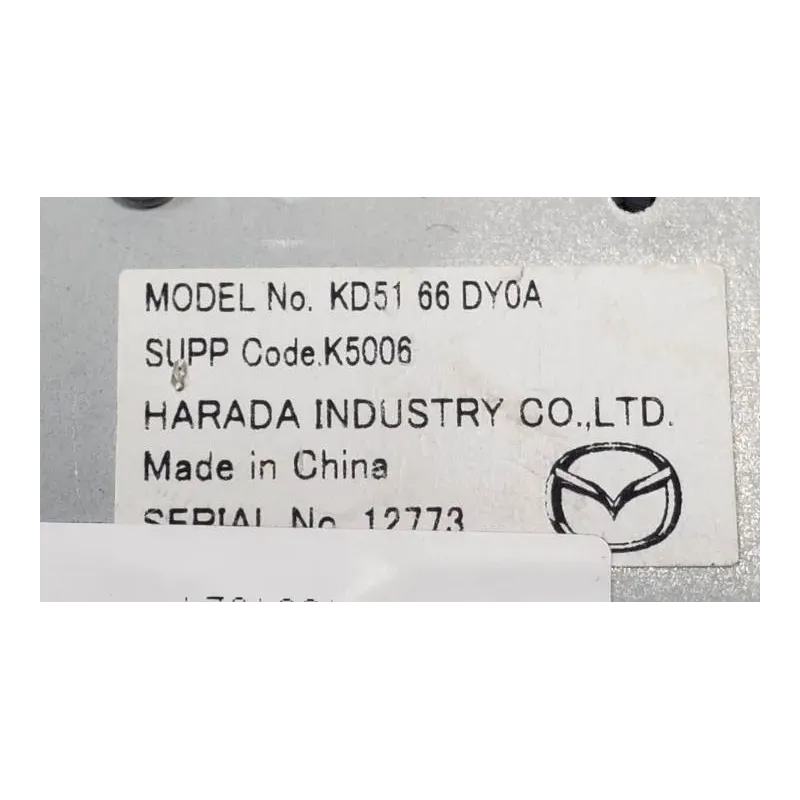 MODEL No. KD51 66 DY0A
SUPP Code.K5006
HARADA INDUSTRY CO.,LTD.
Made in China
SERIAL No. 12773